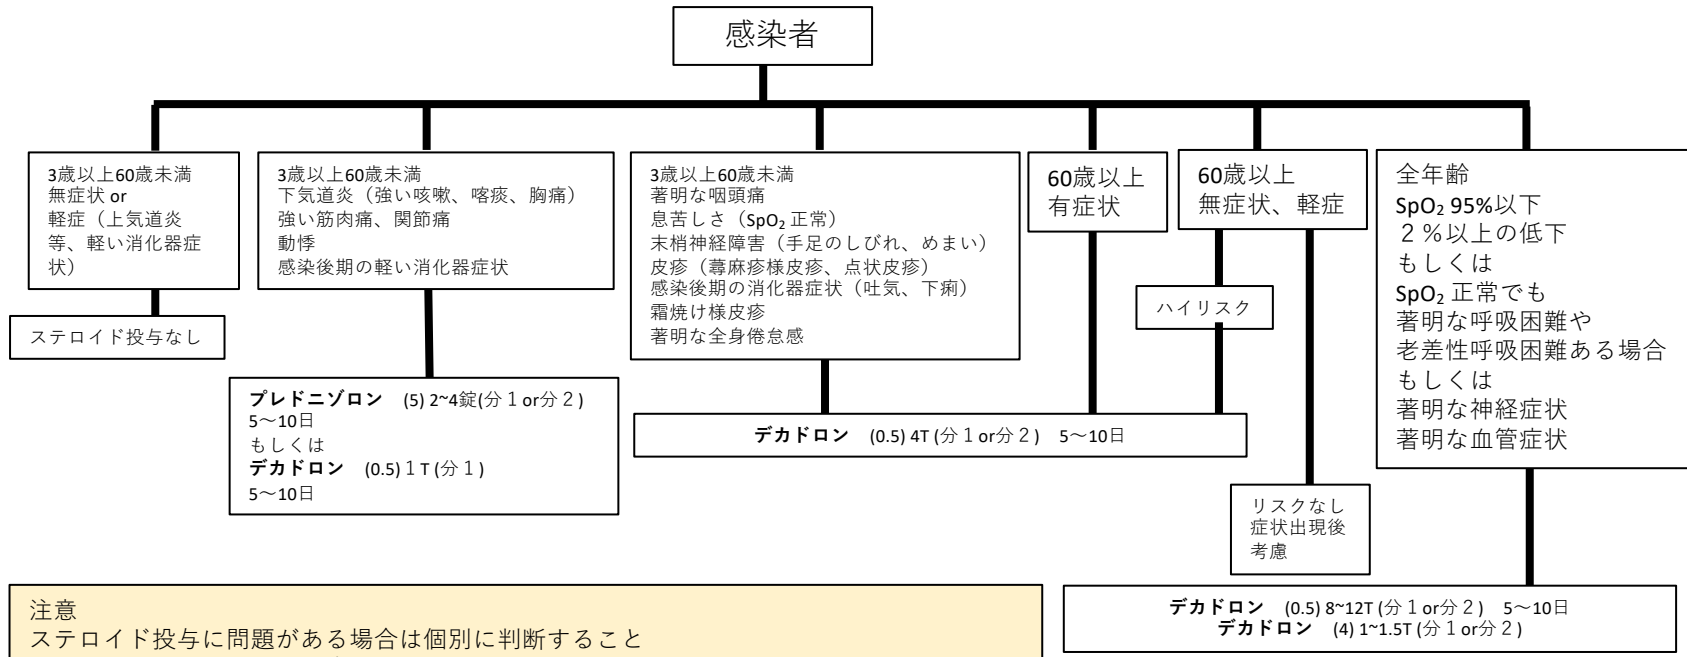 感染者
3歳以上60歳未満
無症状 or
軽症（上気道炎
等、軽い消化器症
状）
ステロイド投与なし
3歳以上60歳未満
下気道炎（強い咳嗽、喀痰、胸痛）
強い筋肉痛、関節痛
動悸
感染後期の軽い消化器症状
プレドニゾロン (5) 2~4錠(分１or分２)
5～10日
もしくは
デカドロン (0.5)１T (分１)
5～10日
3歳以上60歳未満
著明な咽頭痛
息苦しさ（SpO₂ 正常）
末梢神経障害（手足のしびれ、めまい）
皮疹（蕁麻疹様皮疹、点状皮疹）
感染後期の消化器症状（吐気、下痢）
霜焼け様皮疹
著明な全身倦怠感
60歳以上
有症状
60歳以上
無症状、軽症
ハイリスク
デカドロン (0.5) 4T (分１or分２) 5～10日
リスクなし
症状出現後
考慮
全年齢
SpO₂ 95%以下
２％以上の低下
もしくは
SpO₂ 正常でも
著明な呼吸困難や
老差性呼吸困難ある場合
もしくは
著明な神経症状
著明な血管症状
デカドロン (0.5) 8~12T (分１or分２) 5～10日
デカドロン (4) 1~1.5T (分１or分２)
注意
ステロイド投与に問題がある場合は個別に判断すること